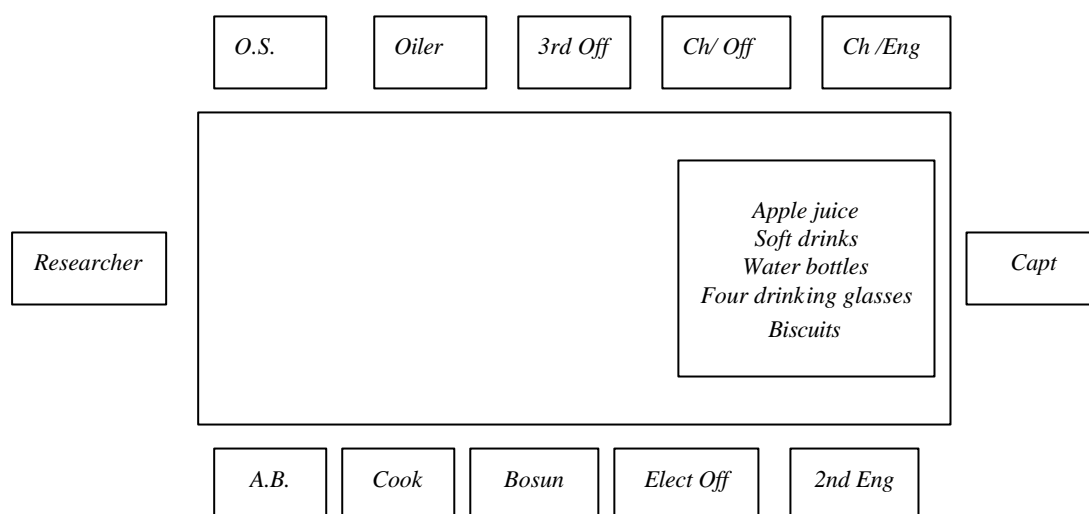 O.S.
Oiler
3rd Off
Ch/ Off
Ch /Eng
Apple juice
Soft drinks
Water bottles
Four drinking glasses
Biscuits
Researcher
Capt
A.B.
Cook
Bosun
Elect Off
2nd Eng